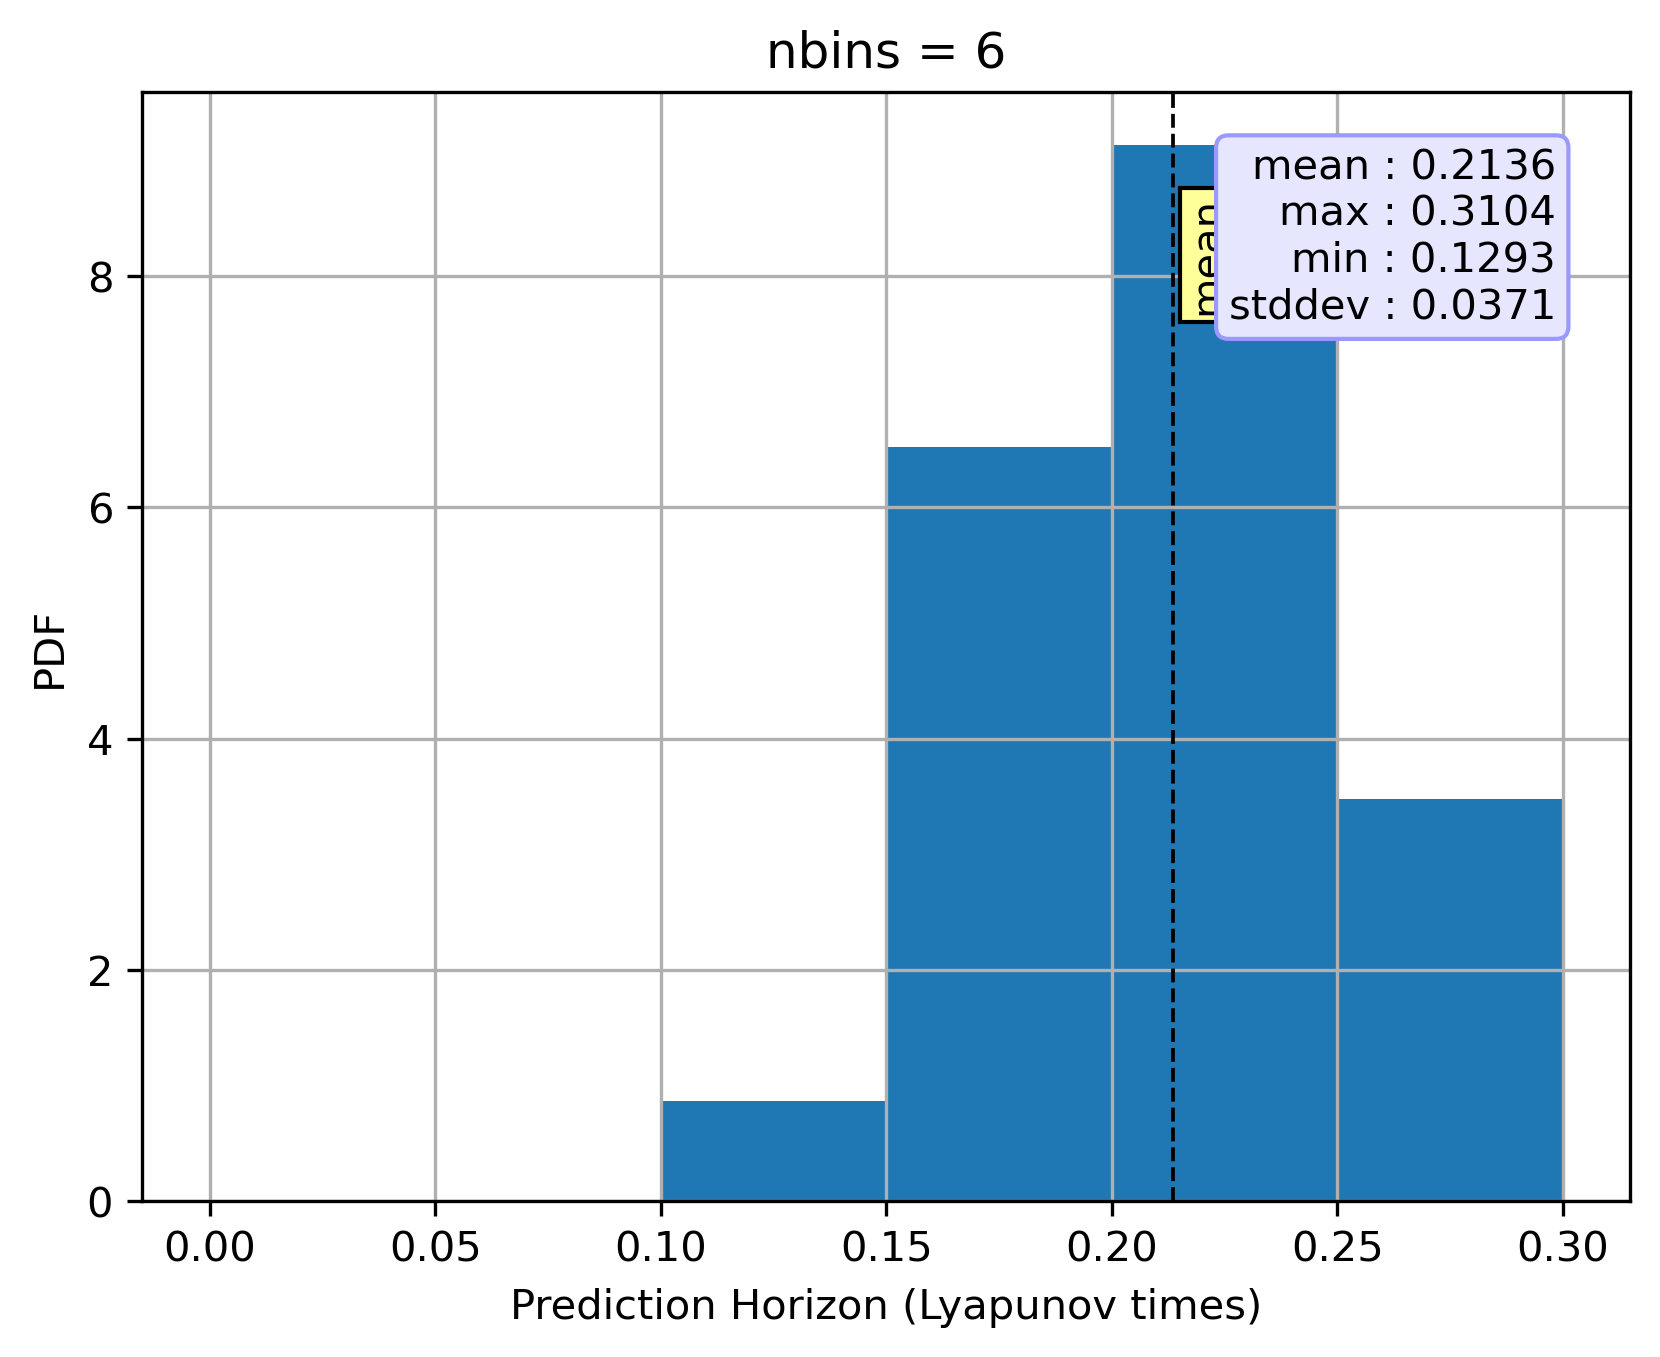 nbins = 6
mean : 0.2136
max : 0.3104
min : 0.1293
stddev : 0.0371
mean
PDF
8
6
4
2
0
0.00 0.05 0.10 0.15 0.20 0.25 0.30
Prediction Horizon (Lyapunov times)